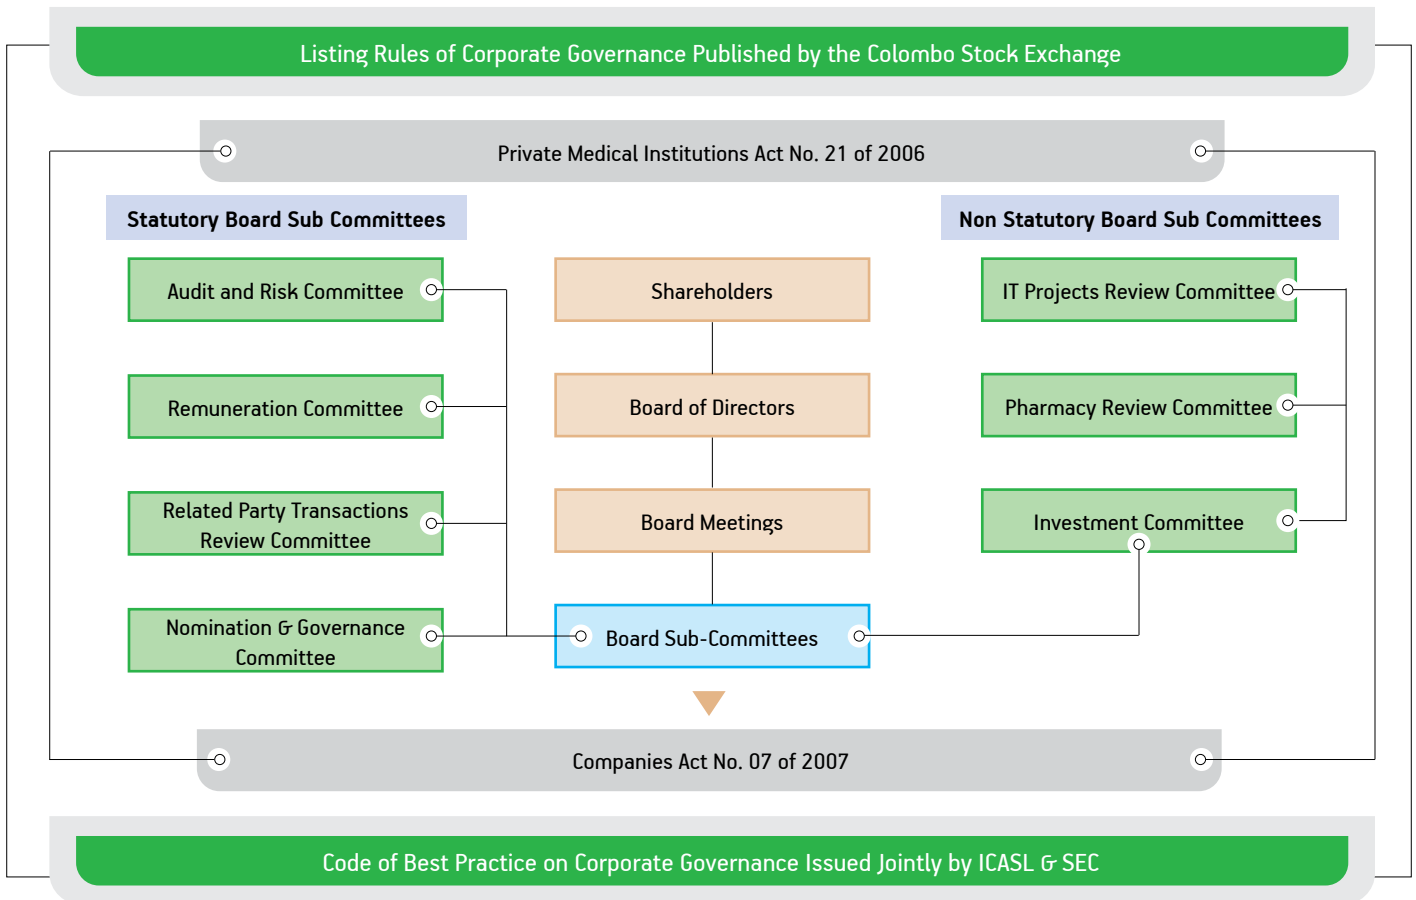 Listing Rules of Corporate Governance Published by the Colombo Stock Exchange
Private Medical Institutions Act No. 21 of 2006
Statutory Board Sub Committees
Non Statutory Board Sub Committees
Audit and Risk Committee
Shareholders
IT Projects Review Committee
Remuneration Committee
Board of Directors
Pharmacy Review Committee
Related Party Transactions
Review Committee
Board Meetings
Investment Committee
Nomination & Governance
Committee
Board Sub-Committees
Companies Act No. 07 of 2007
Code of Best Practice on Corporate Governance Issued Jointly by ICASL & SEC